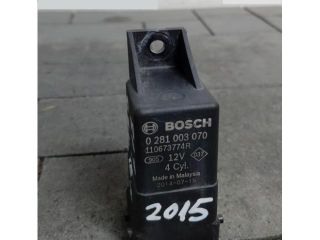 BOSCH
0 281 003 070
110673774R
12V
4 Cyl.
Made in Malaysia
2014-07-15
2015